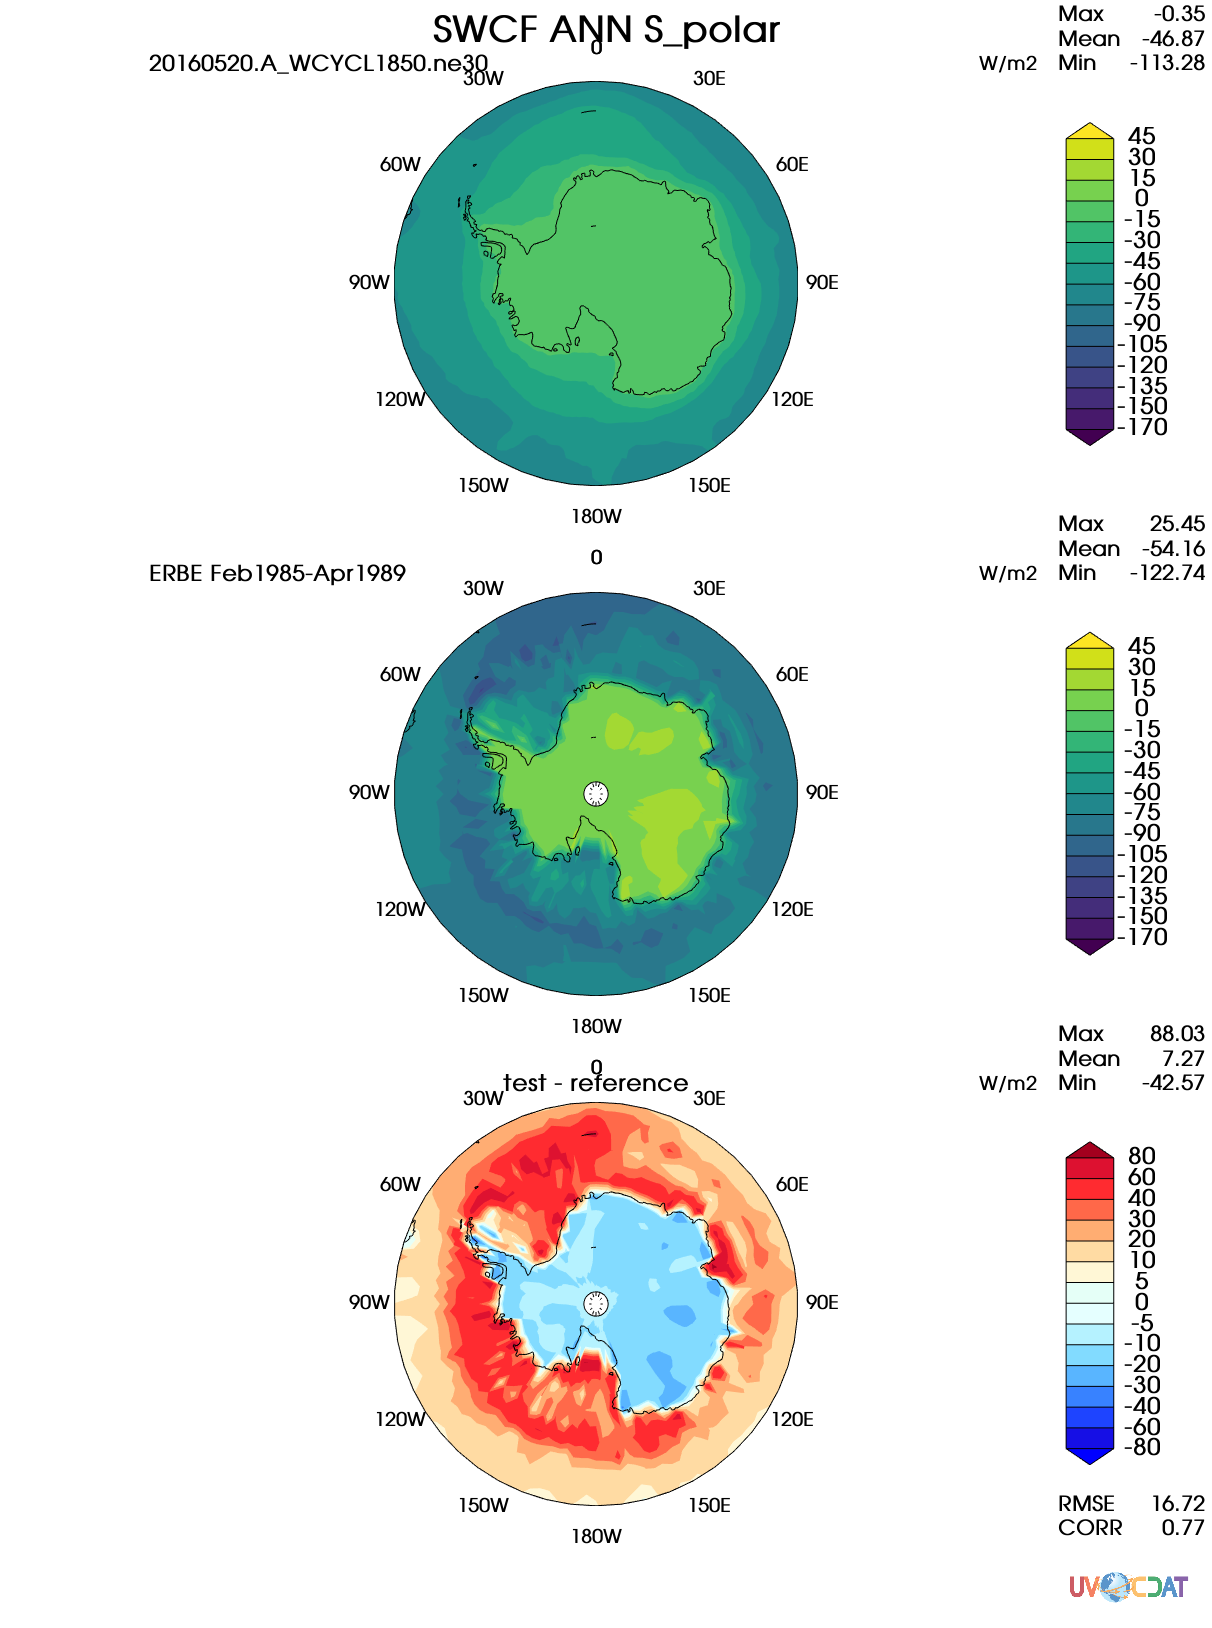 SWCF ANN S_polar
20160520.A_WCYCL1850.ne30
W/m2
Max -0.35
Mean -46.87
Min -113.28
0
30W
30E
60W
60E
90W
90E
120W
120E
150W
150E
180W
45
30
15
0
-15
-30
-45
-60
-75
-90
-105
-120
-135
-150
-170
ERBE Feb1985-Apr1989
W/m2
Max 25.45
Mean -54.16
Min -122.74
0
30W
30E
60W
60E
90W
90E
120W
120E
150W
150E
180W
45
30
15
0
-15
-30
-45
-60
-75
-90
-105
-120
-135
-150
-170
test - reference
W/m2
Max 88.03
Mean 7.27
Min -42.57
0
30W
30E
60W
60E
90W
90E
120W
120E
150W
150E
180W
80
60
40
30
20
10
5
0
-5
-10
-20
-30
-40
-60
-80
RMSE 16.72
CORR 0.77
UVCDAT